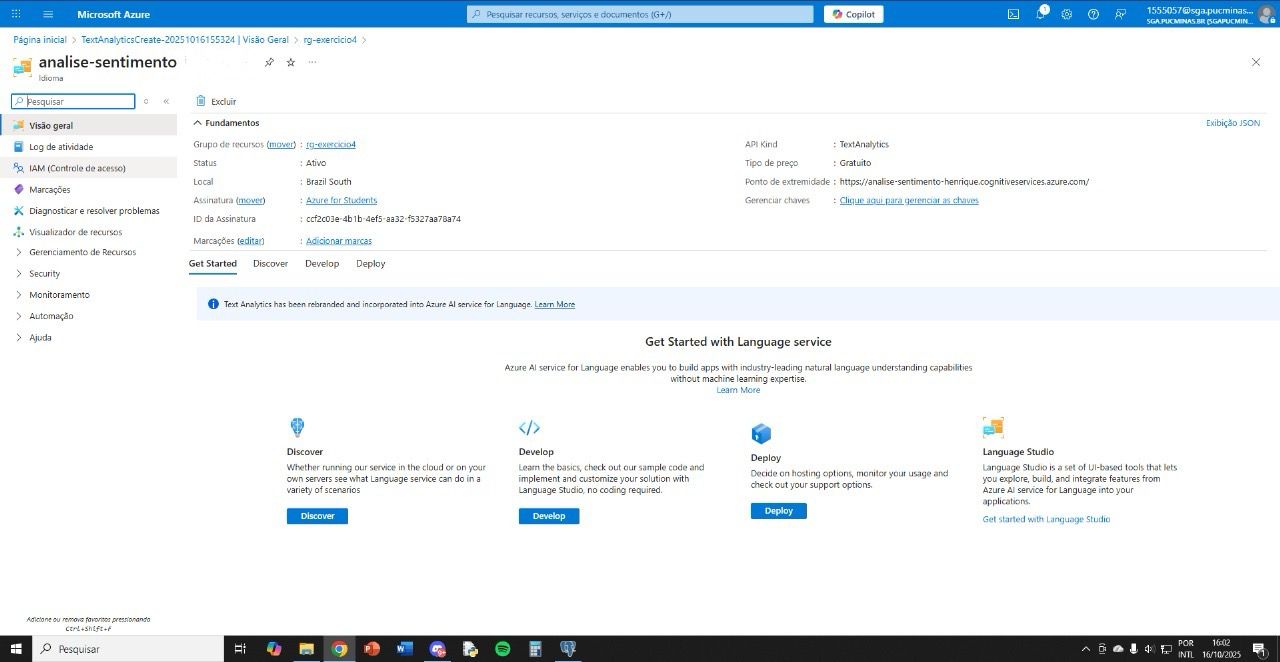 Microsoft Azure
Pesquisar recursos, serviços e documentos (G+/)
Copilot
1
1555057@sga.pucminas...
SGA.PUCMINAS.BR (SGAPUCMIN...
Página inicial > TextAnalyticsCreate-20251016155324 | Visão Geral > rg-exercicio4 >
analise-sentimento
Idioma
Pesquisar
Excluir
Visão geral
Log de atividade
IAM (Controle de acesso)
Marcações
Diagnosticar e resolver problemas
Visualizador de recursos
Gerenciamento de Recursos
Security
Monitoramento
Automação
Ajuda
Adicione ou remova favoritos pressionando
Ctrl+Shift+F
Fundamentos
Exibição JSON
Grupo de recursos (mover) : rg-exercicio4
Status : Ativo
Local : Brazil South
Assinatura (mover) : Azure for Students
ID da Assinatura : ccf2c03e-4b1b-4ef5-aa32-f5327aa78a74
Marcações (editar) : Adicionar marcas
API Kind : TextAnalytics
Tipo de preço : Gratuito
Ponto de extremidade : https://analise-sentimento-henrique.cognitiveservices.azure.com/
Gerenciar chaves : Clique aqui para gerenciar as chaves
Get Started Discover Develop Deploy
Text Analytics has been rebranded and incorporated into Azure AI service for Language. Learn More
Get Started with Language service
Azure AI service for Language enables you to build apps with industry-leading natural language understanding capabilities
without machine learning expertise.
Learn More
Discover
Whether running our service in the cloud or on your
own servers see what Language service can do in a
variety of scenarios
Discover
Develop
Learn the basics, check out our sample code and
implement and customize your solution with
Language Studio, no coding required.
Develop
Deploy
Decide on hosting options, monitor your usage and
check out your support options.
Deploy
Language Studio
Language Studio is a set of UI-based tools that lets
you explore, build, and integrate features from
Azure AI service for Language into your
applications.
Get started with Language Studio
Pesquisar
POR
INTL
16:02
16/10/2025
1